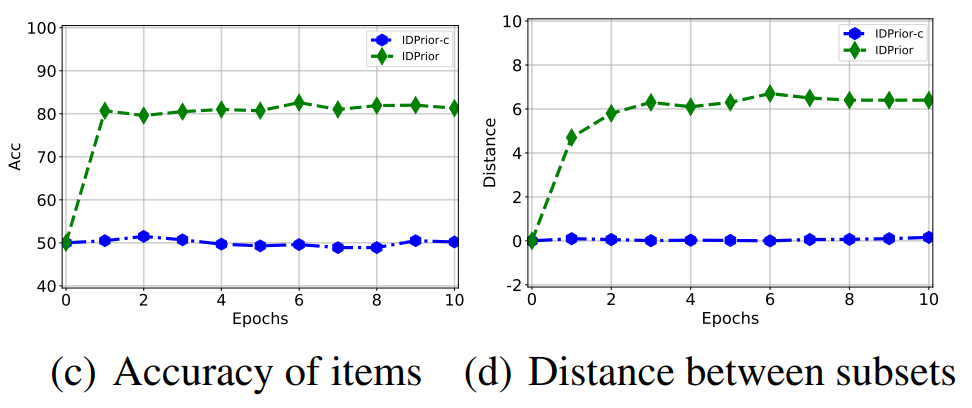 100
90
80
70
60
50
40
Acc
0 2 4 6 8 10
Epochs
IDPrior-c
IDPrior
(c) Accuracy of items
10
8
6
4
2
0
-2
Distance
0 2 4 6 8 10
Epochs
IDPrior-c
IDPrior
(d) Distance between subsets